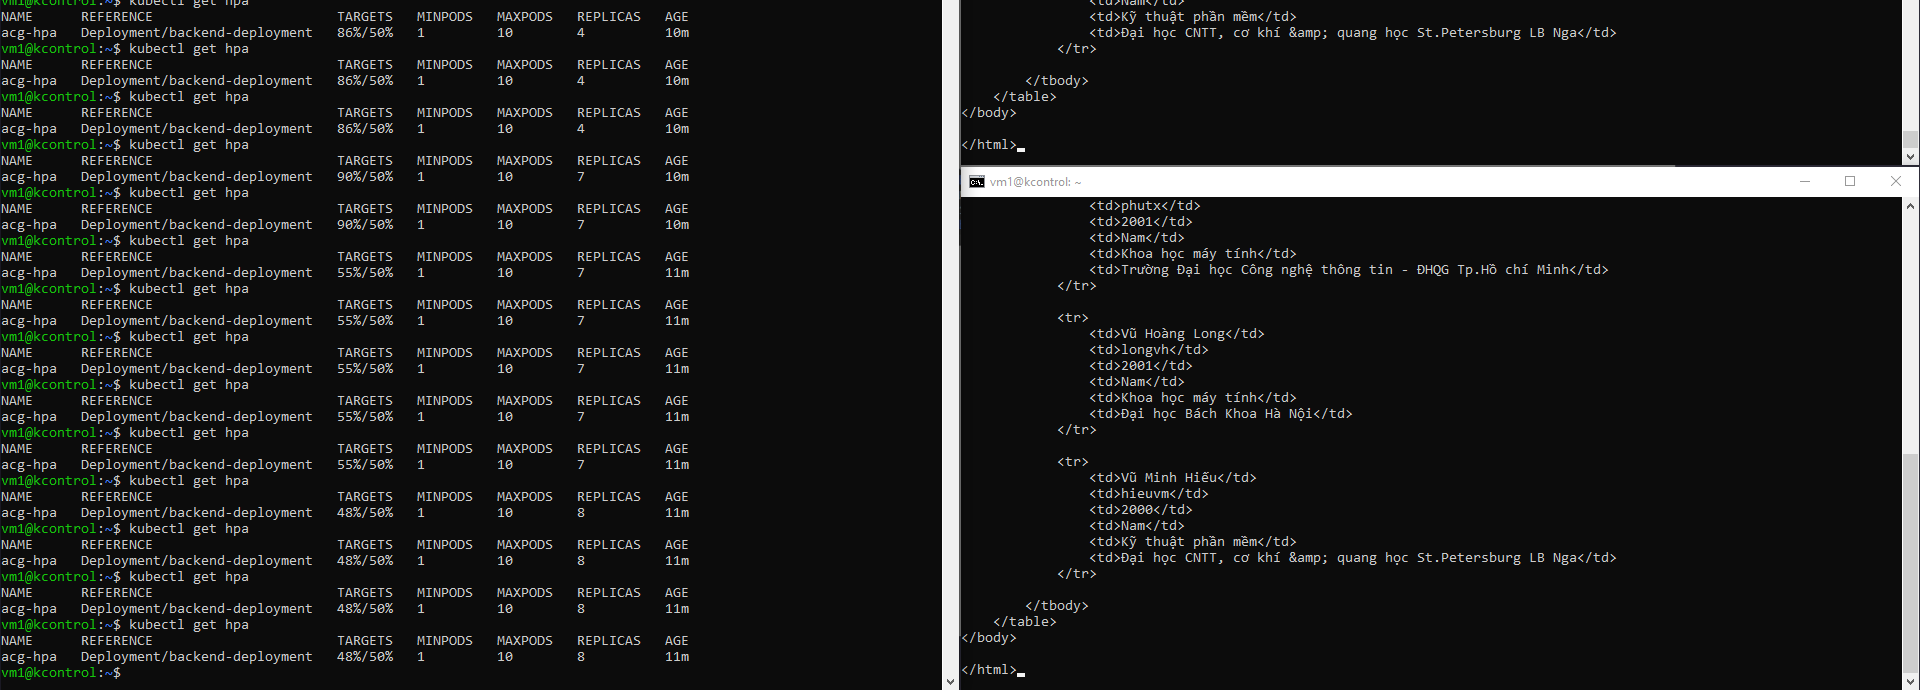 vm1@kcontrol:~$ kubectl get hpa
NAME      REFERENCE                       TARGETS   MINPODS   MAXPODS   REPLICAS   AGE
acg-hpa   Deployment/backend-deployment   86%/50%   1         10        4          10m
vm1@kcontrol:~$ kubectl get hpa
NAME      REFERENCE                       TARGETS   MINPODS   MAXPODS   REPLICAS   AGE
acg-hpa   Deployment/backend-deployment   86%/50%   1         10        4          10m
vm1@kcontrol:~$ kubectl get hpa
NAME      REFERENCE                       TARGETS   MINPODS   MAXPODS   REPLICAS   AGE
acg-hpa   Deployment/backend-deployment   86%/50%   1         10        4          10m
vm1@kcontrol:~$ kubectl get hpa
NAME      REFERENCE                       TARGETS   MINPODS   MAXPODS   REPLICAS   AGE
acg-hpa   Deployment/backend-deployment   90%/50%   1         10        7          10m
vm1@kcontrol:~$ kubectl get hpa
NAME      REFERENCE                       TARGETS   MINPODS   MAXPODS   REPLICAS   AGE
acg-hpa   Deployment/backend-deployment   90%/50%   1         10        7          10m
vm1@kcontrol:~$ kubectl get hpa
NAME      REFERENCE                       TARGETS   MINPODS   MAXPODS   REPLICAS   AGE
acg-hpa   Deployment/backend-deployment   55%/50%   1         10        7          11m
vm1@kcontrol:~$ kubectl get hpa
NAME      REFERENCE                       TARGETS   MINPODS   MAXPODS   REPLICAS   AGE
acg-hpa   Deployment/backend-deployment   55%/50%   1         10        7          11m
vm1@kcontrol:~$ kubectl get hpa
NAME      REFERENCE                       TARGETS   MINPODS   MAXPODS   REPLICAS   AGE
acg-hpa   Deployment/backend-deployment   55%/50%   1         10        7          11m
vm1@kcontrol:~$ kubectl get hpa
NAME      REFERENCE                       TARGETS   MINPODS   MAXPODS   REPLICAS   AGE
acg-hpa   Deployment/backend-deployment   55%/50%   1         10        7          11m
vm1@kcontrol:~$ kubectl get hpa
NAME      REFERENCE                       TARGETS   MINPODS   MAXPODS   REPLICAS   AGE
acg-hpa   Deployment/backend-deployment   55%/50%   1         10        7          11m
vm1@kcontrol:~$ kubectl get hpa
NAME      REFERENCE                       TARGETS   MINPODS   MAXPODS   REPLICAS   AGE
acg-hpa   Deployment/backend-deployment   48%/50%   1         10        8          11m
vm1@kcontrol:~$ kubectl get hpa
NAME      REFERENCE                       TARGETS   MINPODS   MAXPODS   REPLICAS   AGE
acg-hpa   Deployment/backend-deployment   48%/50%   1         10        8          11m
vm1@kcontrol:~$ kubectl get hpa
NAME      REFERENCE                       TARGETS   MINPODS   MAXPODS   REPLICAS   AGE
acg-hpa   Deployment/backend-deployment   48%/50%   1         10        8          11m
vm1@kcontrol:~$ kubectl get hpa
NAME      REFERENCE                       TARGETS   MINPODS   MAXPODS   REPLICAS   AGE
acg-hpa   Deployment/backend-deployment   48%/50%   1         10        8          11m
vm1@kcontrol:~$
<td>Nam</td>
<td>Kỹ thuật phần mềm</td>
<td>Đại học CNTT, cơ khí &amp; quang học St.Petersburg LB Nga</td>
</tr>
</tbody>
</table>
</body>
</html>
vm1@kcontrol: ~
<td>phutx</td>
<td>2001</td>
<td>Nam</td>
<td>Khoa học máy tính</td>
<td>Trường Đại học Công nghệ thông tin - ĐHQG Tp.Hồ chí Minh</td>
</tr>
<tr>
<td>Vũ Hoàng Long</td>
<td>longvh</td>
<td>2001</td>
<td>Nam</td>
<td>Khoa học máy tính</td>
<td>Đại học Bách Khoa Hà Nội</td>
</tr>
<tr>
<td>Vũ Minh Hiếu</td>
<td>hieuvm</td>
<td>2000</td>
<td>Nam</td>
<td>Kỹ thuật phần mềm</td>
<td>Đại học CNTT, cơ khí &amp; quang học St.Petersburg LB Nga</td>
</tr>
</tbody>
</table>
</body>
</html>